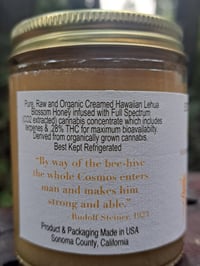 Pure, Raw and Organic Creamed Hawaiian Lehua
Blossom Honey infused with Full Spectrum
(CO2 extracted) cannabis concentrate which includes
terpenes & .28% THC for maximum bioavailabity.
Derived from organically grown cannabis.
Best Kept Refrigerated
"By way of the bee-hive
the whole Cosmos enters
man and makes him
strong and able."
Rudolf Steiner, 1923
Product & Packaging Made in USA
Sonoma County, California